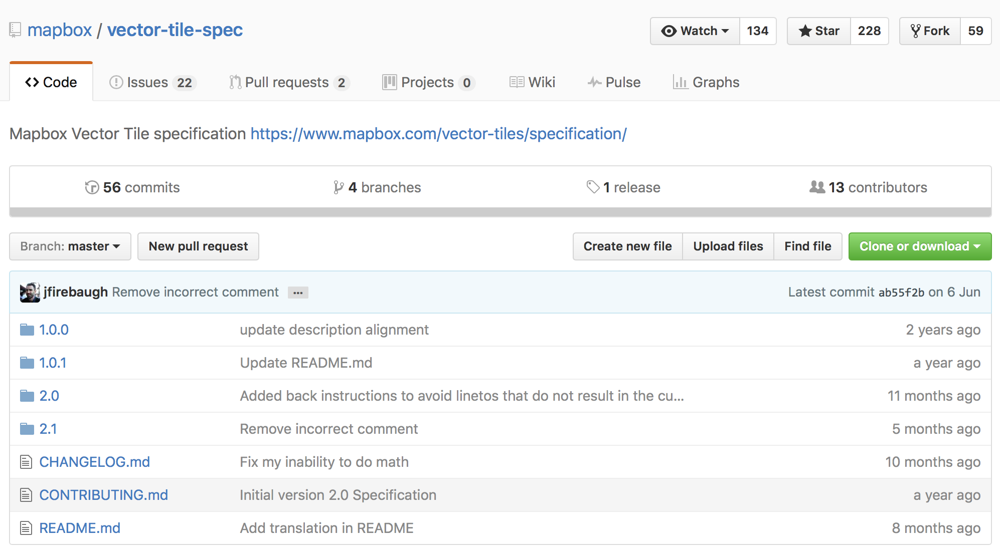 mapbox / vector-tile-spec
Watch 134 Star 228 Fork 59
Code Issues 22 Pull requests 2 Projects 0 Wiki Pulse Graphs
Mapbox Vector Tile specification https://www.mapbox.com/vector-tiles/specification/
56 commits 4 branches 1 release 13 contributors
Branch: master New pull request Create new file Upload files Find file Clone or download
jfirebaugh Remove incorrect comment ... Latest commit ab55f2b on 6 Jun
1.0.0 update description alignment 2 years ago
1.0.1 Update README.md a year ago
2.0 Added back instructions to avoid linetos that do not result in the cu... 11 months ago
2.1 Remove incorrect comment 5 months ago
CHANGELOG.md Fix my inability to do math 10 months ago
CONTRIBUTING.md Initial version 2.0 Specification a year ago
README.md Add translation in README 8 months ago